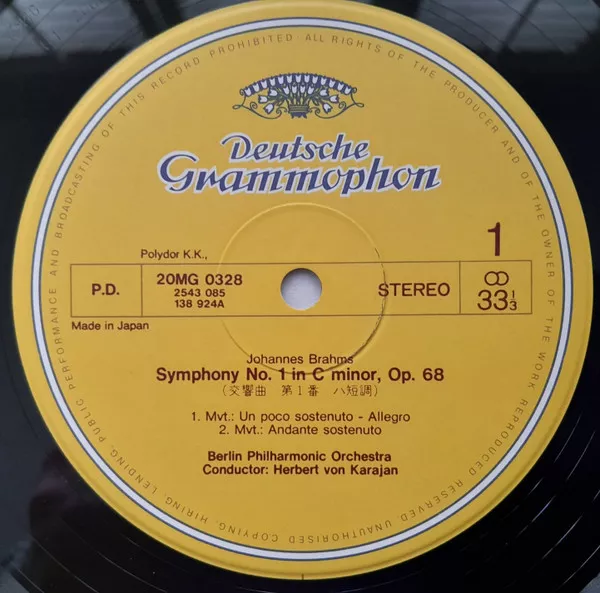 ALL RIGHTS OF THE PRODUCER AND OF THE OWNER OF THE WORK REPRODUCED RESERVED. UNAUTHORISED COPYING, HIRING, LENDING, PUBLIC PERFORMANCE AND BROADCASTING OF THIS RECORD PROHIBITED
Deutsche
Grammophon
1
Polydor K.K.,
P.D.
20MG 0328
2543 085
138 924A
STEREO
33 1/3
Made in Japan
Johannes Brahms
Symphony No. 1 in C minor, Op. 68
(交響曲 第1番 ハ短調)
1. Mvt.: Un poco sostenuto - Allegro
2. Mvt.: Andante sostenuto
Berlin Philharmonic Orchestra
Conductor: Herbert von Karajan